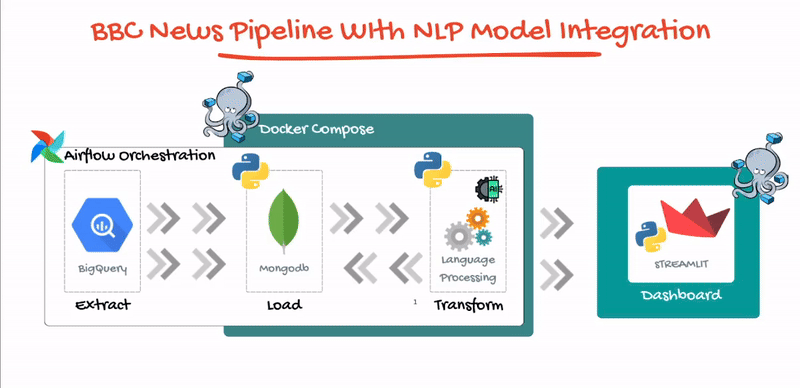 BBC News Pipeline With NLP Model Integration
Docker Compose
Airflow Orchestration
AI
BigQuery
Mongodb
Language
Processing
STREAMLIT
Extract
Load
1
Transform
Dashboard